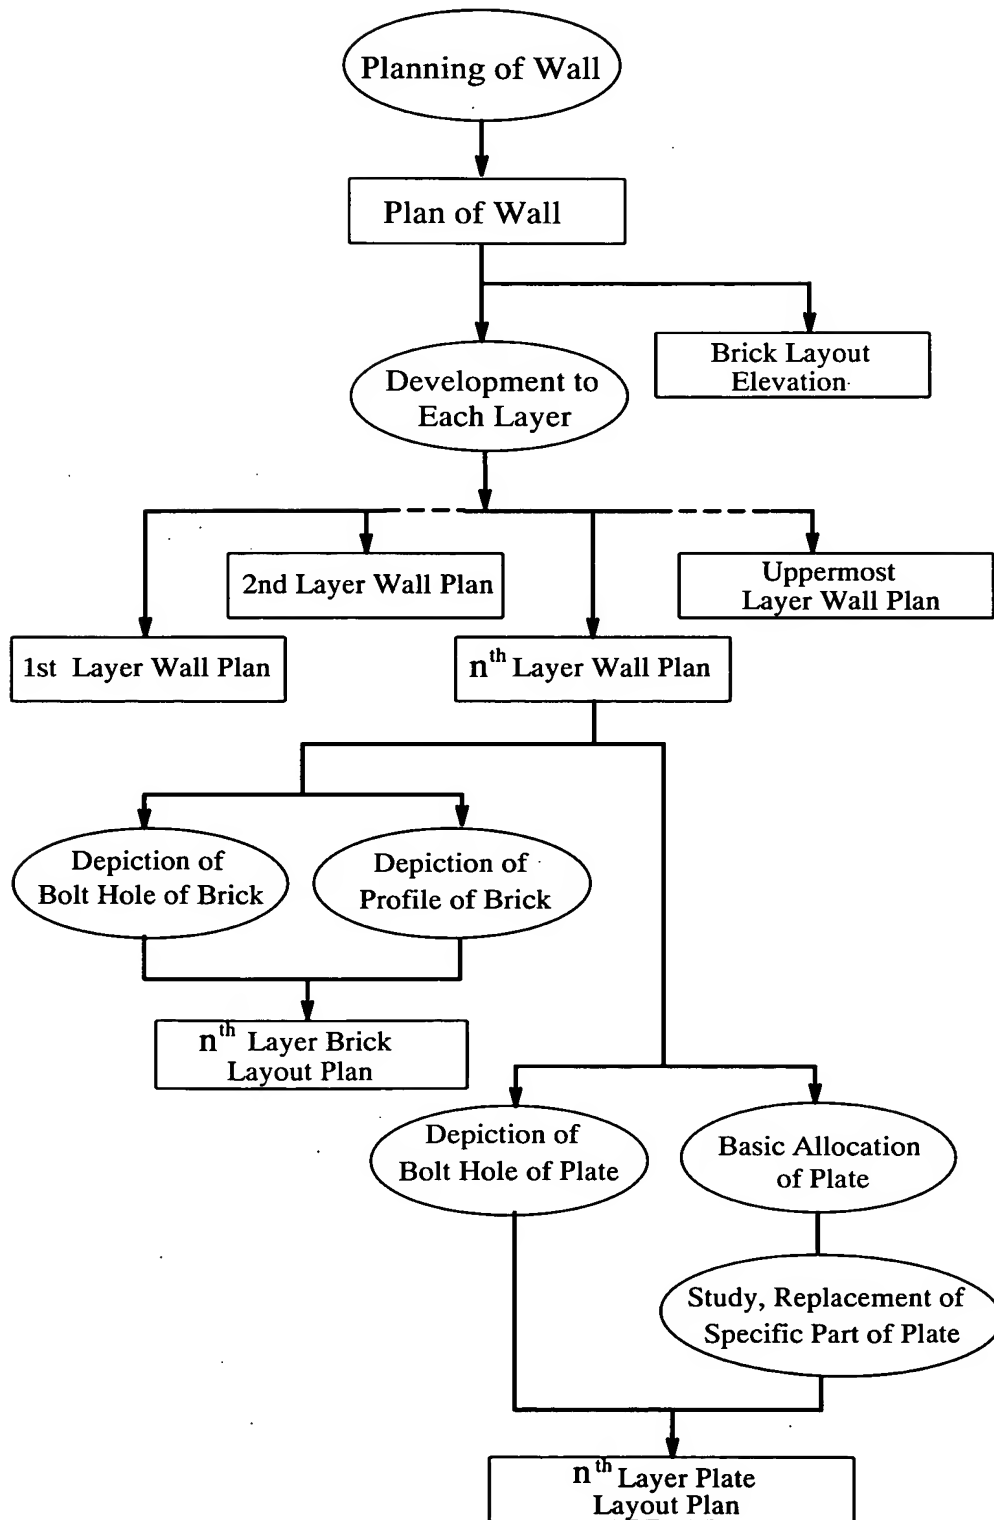 Planning of Wall
Plan of Wall
Brick Layout
Elevation
Development to
Each Layer
2nd Layer Wall Plan
Uppermost
Layer Wall Plan
1st Layer Wall Plan
nth Layer Wall Plan
Depiction of
Bolt Hole of Brick
Depiction of
Profile of Brick
nth Layer Brick
Layout Plan
Depiction of
Bolt Hole of Plate
Basic Allocation
of Plate
Study, Replacement of
Specific Part of Plate
nth Layer Plate
Layout Plan